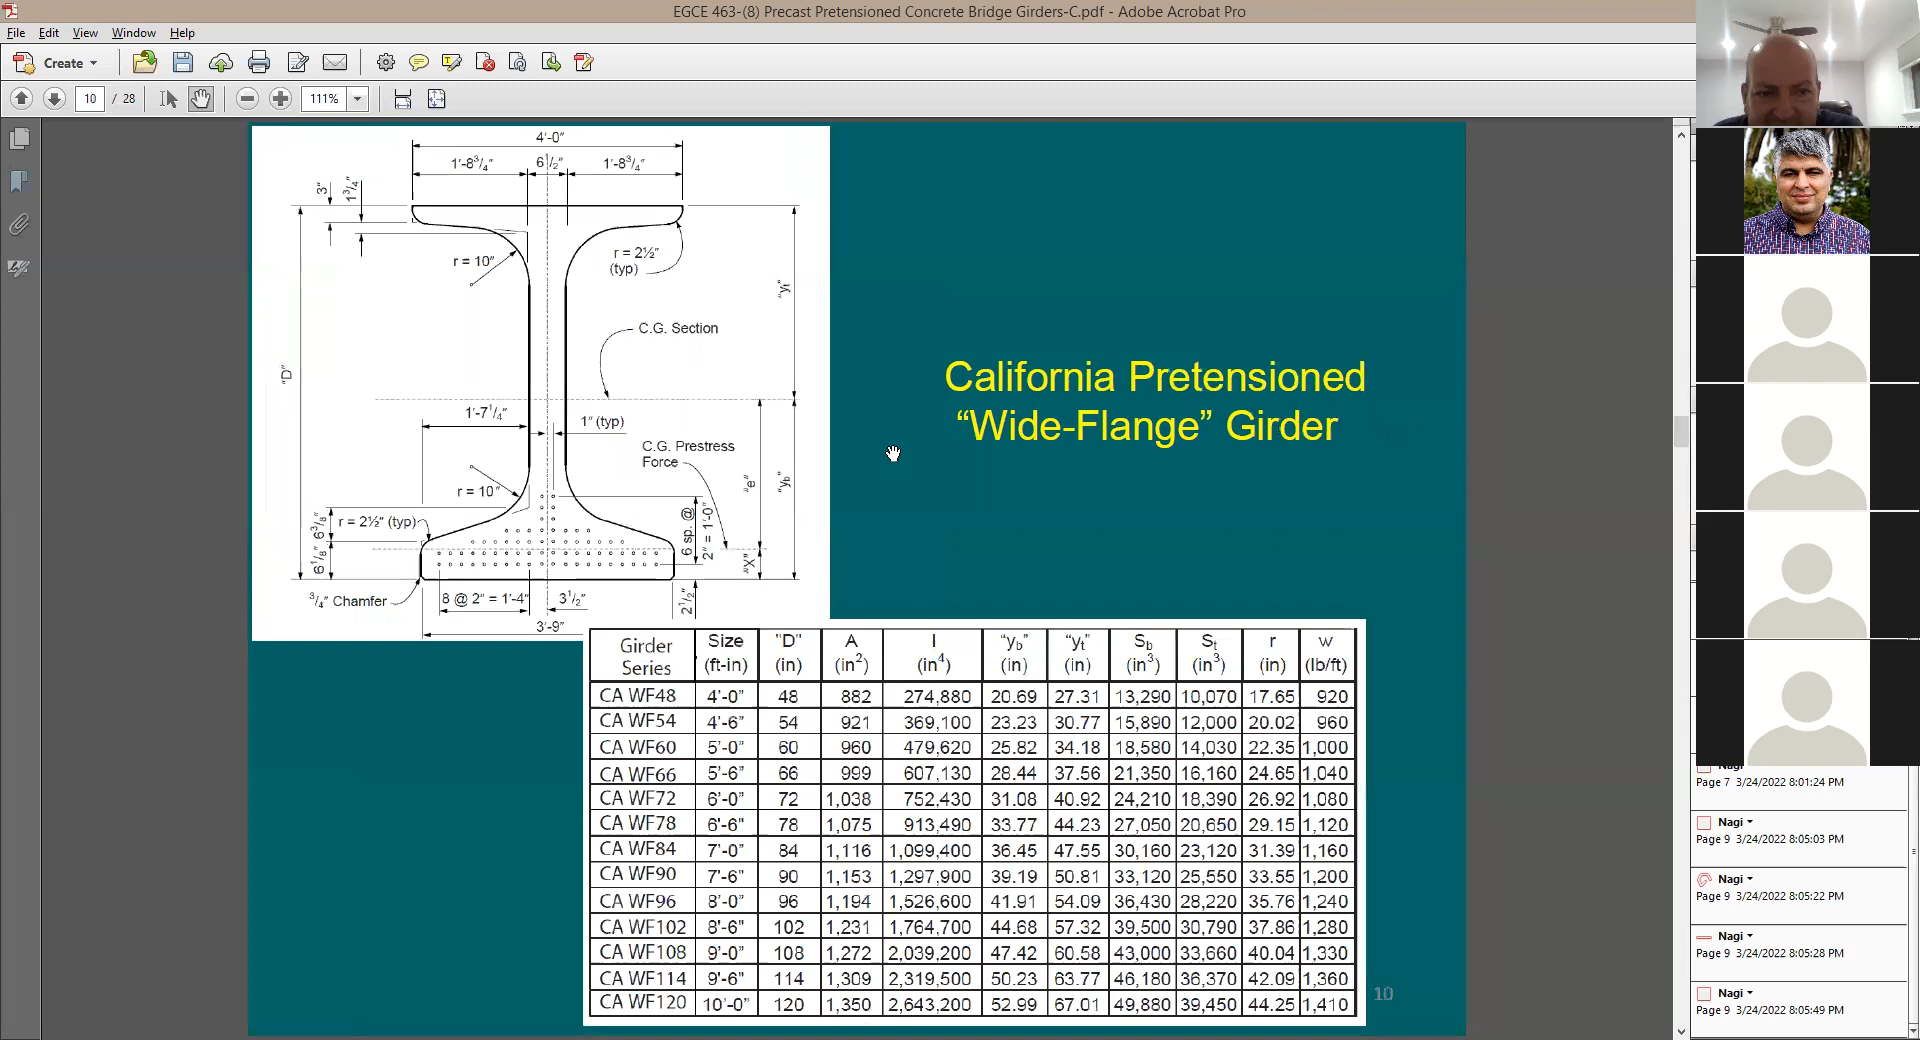 EGCE 463-(8) Precast Pretensioned Concrete Bridge Girders-C.pdf - Adobe Acrobat Pro
File Edit View Window Help
Create
10 / 28 111%
4'-0"
1'-8 3/4" 6 1/2" 1'-8 3/4"
3"
1 3/4"
r = 10"
r = 2½"
(typ)
"yt"
C.G. Section
"D"
1'-7 1/4"
1" (typ)
C.G. Prestress
Force
r = 10"
"e"
"yb"
r = 2½" (typ)
6 3/8"
6 sp. @
2" = 1'-0"
6 1/8"
"X"
3/4" Chamfer
8 @ 2" = 1'-4"
3 1/2"
2 1/2"
3'-9"
California Pretensioned
“Wide-Flange” Girder
Girder Series Size (ft-in) "D" (in) A (in²) I (in⁴) "yb" (in) "yt" (in) Sb (in³) St (in³) r (in) w (lb/ft)
CA WF48 4'-0" 48 882 274,880 20.69 27.31 13,290 10,070 17.65 920
CA WF54 4'-6" 54 921 369,100 23.23 30.77 15,890 12,000 20.02 960
CA WF60 5'-0" 60 960 479,620 25.82 34.18 18,580 14,030 22.35 1,000
CA WF66 5'-6" 66 999 607,130 28.44 37.56 21,350 16,160 24.65 1,040
CA WF72 6'-0" 72 1,038 752,430 31.08 40.92 24,210 18,390 26.92 1,080
CA WF78 6'-6" 78 1,075 913,490 33.77 44.23 27,050 20,650 29.15 1,120
CA WF84 7'-0" 84 1,116 1,099,400 36.45 47.55 30,160 23,120 31.39 1,160
CA WF90 7'-6" 90 1,153 1,297,900 39.19 50.81 33,120 25,550 33.55 1,200
CA WF96 8'-0" 96 1,194 1,526,600 41.91 54.09 36,430 28,220 35.76 1,240
CA WF102 8'-6" 102 1,231 1,764,700 44.68 57.32 39,500 30,790 37.86 1,280
CA WF108 9'-0" 108 1,272 2,039,200 47.42 60.58 43,000 33,660 40.04 1,330
CA WF114 9'-6" 114 1,309 2,319,500 50.23 63.77 46,180 36,370 42.09 1,360
CA WF120 10'-0" 120 1,350 2,643,200 52.99 67.01 49,880 39,450 44.25 1,410
10
Page 7 3/24/2022 8:01:24 PM
Nagi
Page 9 3/24/2022 8:05:03 PM
Nagi
Page 9 3/24/2022 8:05:22 PM
Nagi
Page 9 3/24/2022 8:05:28 PM
Nagi
Page 9 3/24/2022 8:05:49 PM